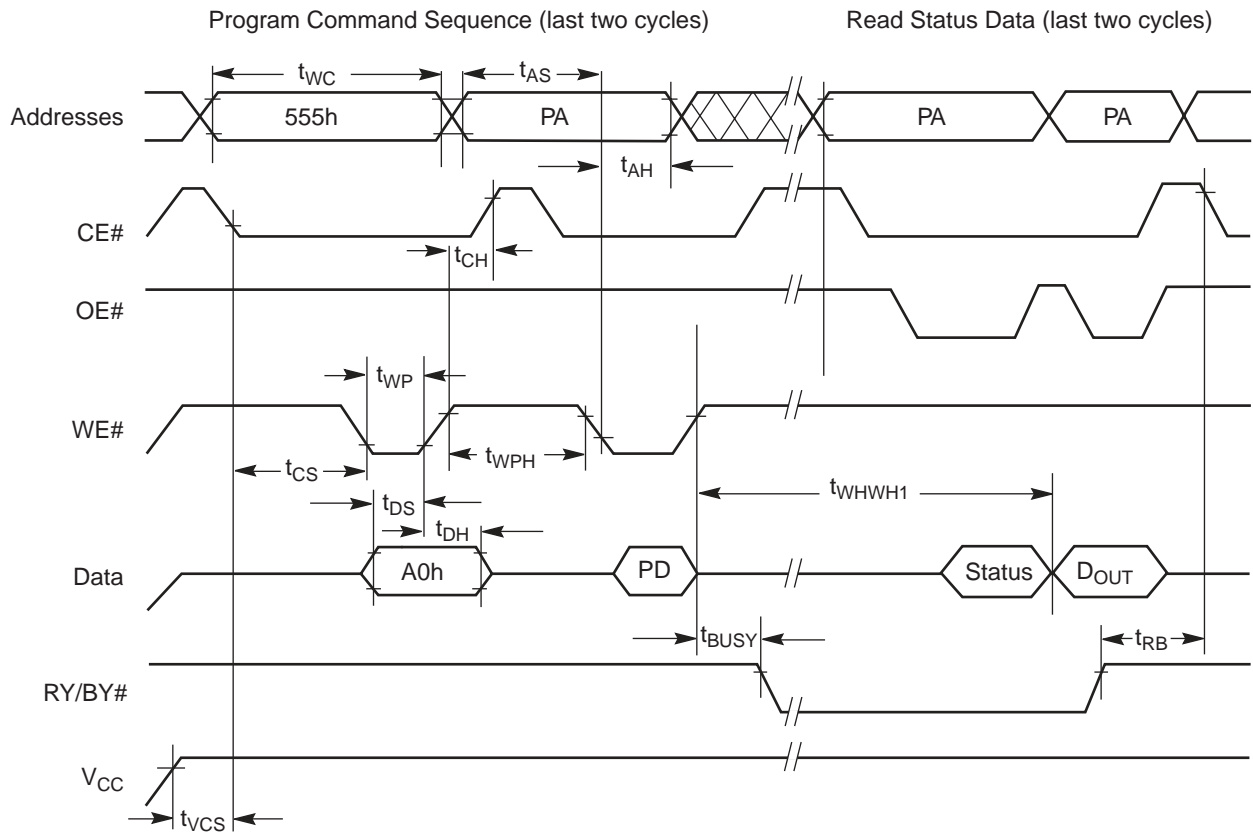 Program Command Sequence (last two cycles)
Read Status Data (last two cycles)
tWC
tAS
Addresses
555h
PA
PA
PA
tAH
CE#
tCH
OE#
tWP
WE#
tWPH
tCS
tWHWH1
tDS
tDH
Data
A0h
PD
Status
DOUT
tBUSY
tRB
RY/BY#
VCC
tVCS